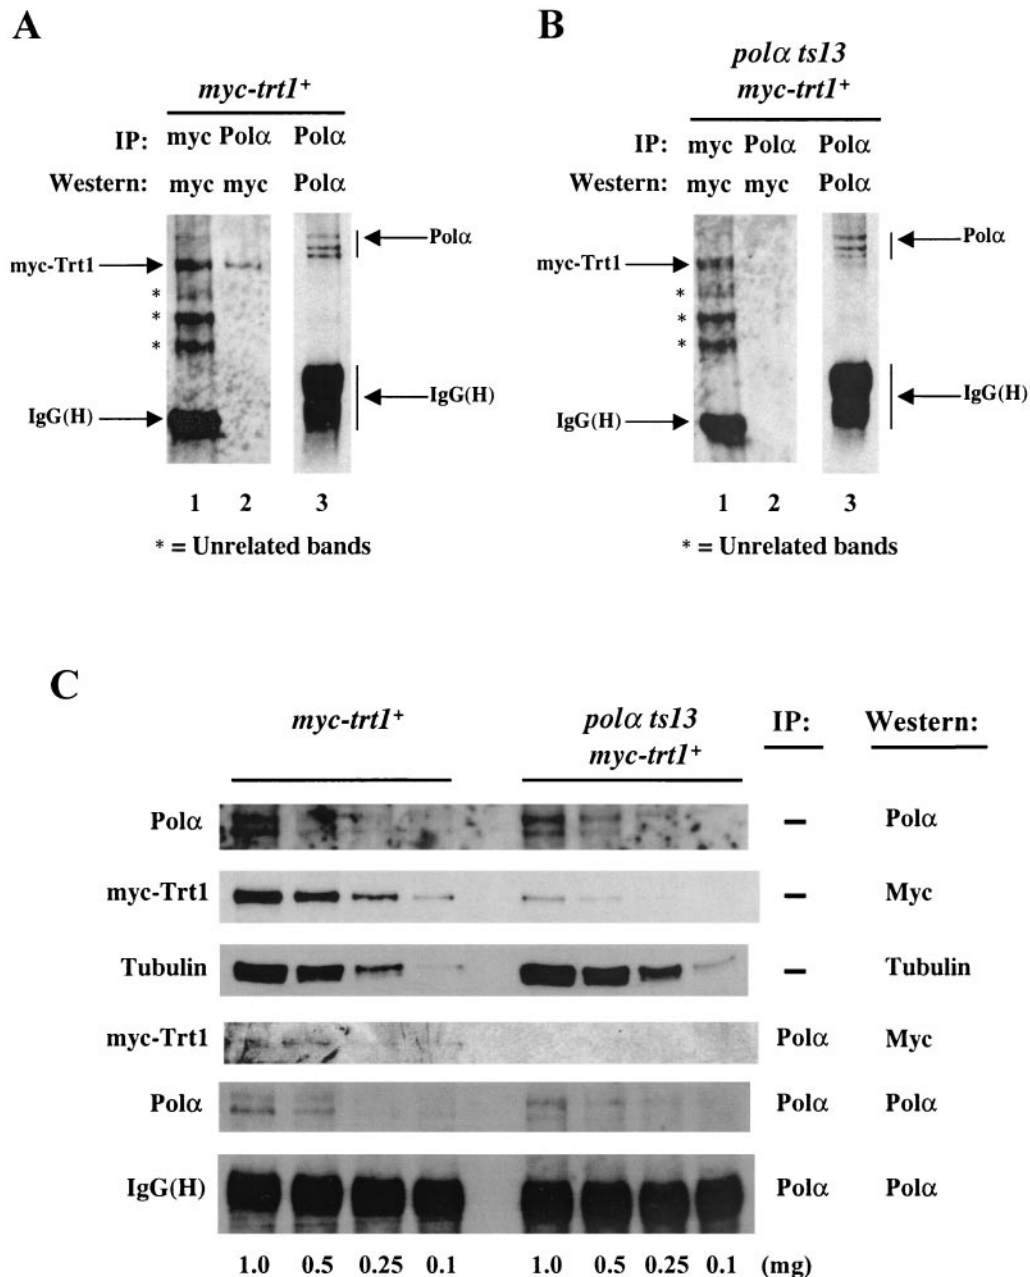 A
myc-trt1+
IP: myc Polα Polα
Western: myc myc Polα
Polα
myc-Trt1
*
*
*
IgG(H)
IgG(H)
1 2 3
* = Unrelated bands
B
polα ts13
myc-trt1+
IP: myc Polα Polα
Western: myc myc Polα
Polα
myc-Trt1
*
*
*
IgG(H)
IgG(H)
1 2 3
* = Unrelated bands
C
myc-trt1+
polα ts13
myc-trt1+
IP: Western:
Polα – Polα
myc-Trt1 – Myc
Tubulin – Tubulin
myc-Trt1 Polα Myc
Polα Polα Polα
IgG(H) Polα Polα
1.0 0.5 0.25 0.1 1.0 0.5 0.25 0.1 (mg)